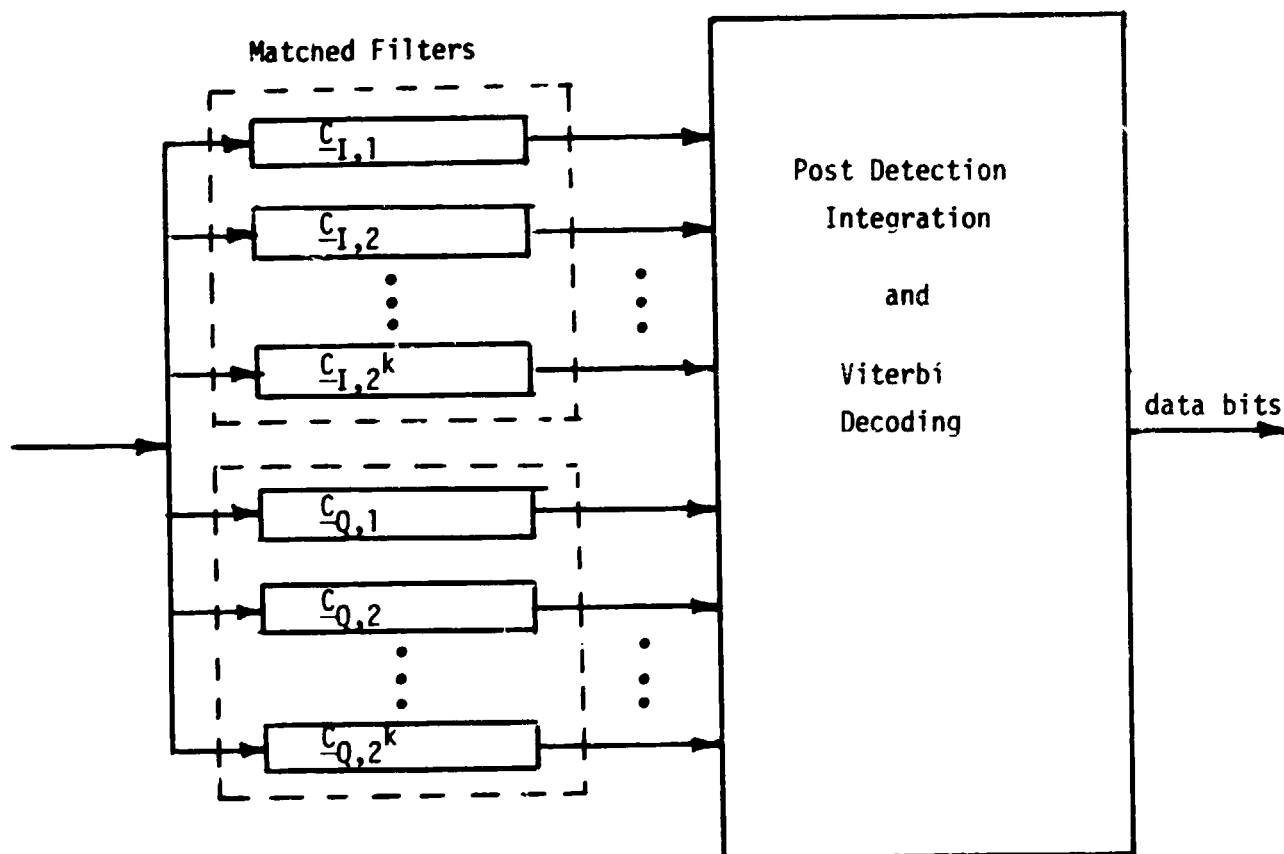 Matched Filters
C_I,1
C_I,2
C_I,2^k
C_Q,1
C_Q,2
C_Q,2^k
Post Detection
Integration
and
Viterbi
Decoding
data bits